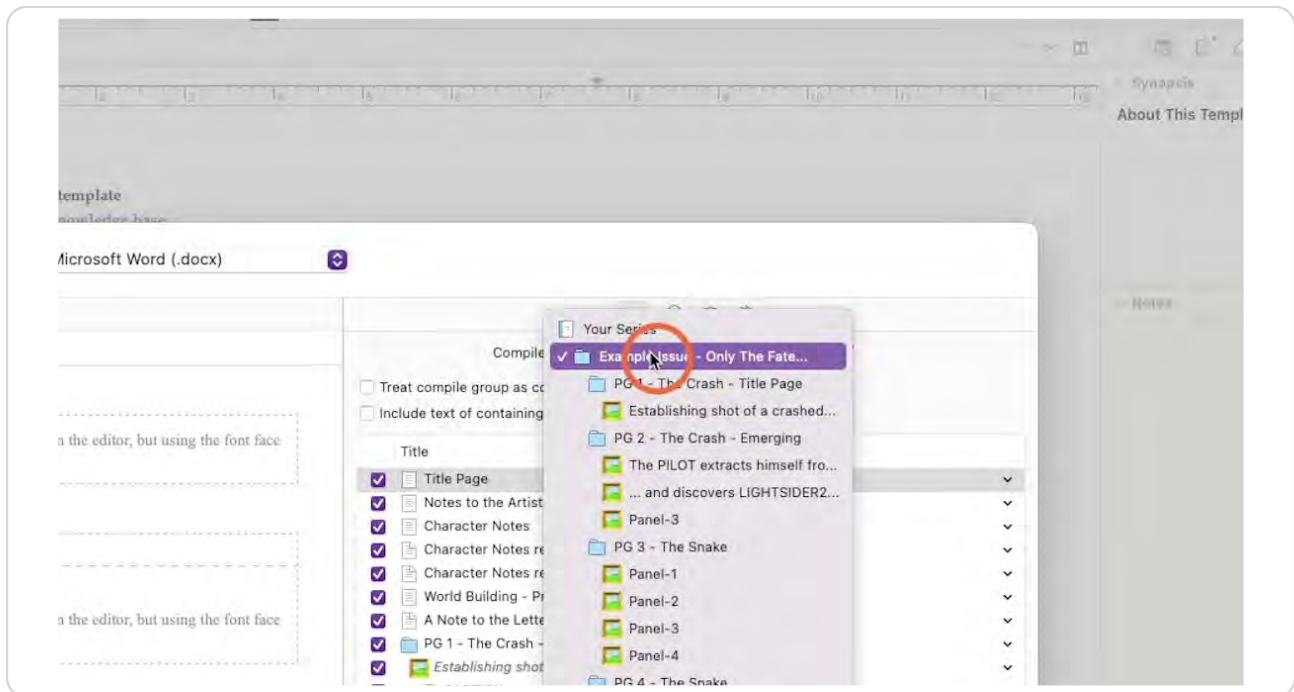 Synopsis
About This Templ
template
nowledge base
Microsoft Word (.docx)
Notes
Your Series
Compile
✓ Example Issue - Only The Fate...
Treat compile group as co
Include text of containing
PG 1 - The Crash - Title Page
Establishing shot of a crashed...
PG 2 - The Crash - Emerging
The PILOT extracts himself fro...
... and discovers LIGHTSIDER2...
Panel-3
PG 3 - The Snake
Panel-1
Panel-2
Panel-3
Panel-4
PG 4 - The Snake
n the editor, but using the font face
n the editor, but using the font face
Title
Title Page
Notes to the Artist
Character Notes
Character Notes re
Character Notes re
World Building - Pr
A Note to the Lette
PG 1 - The Crash -
Establishing shot